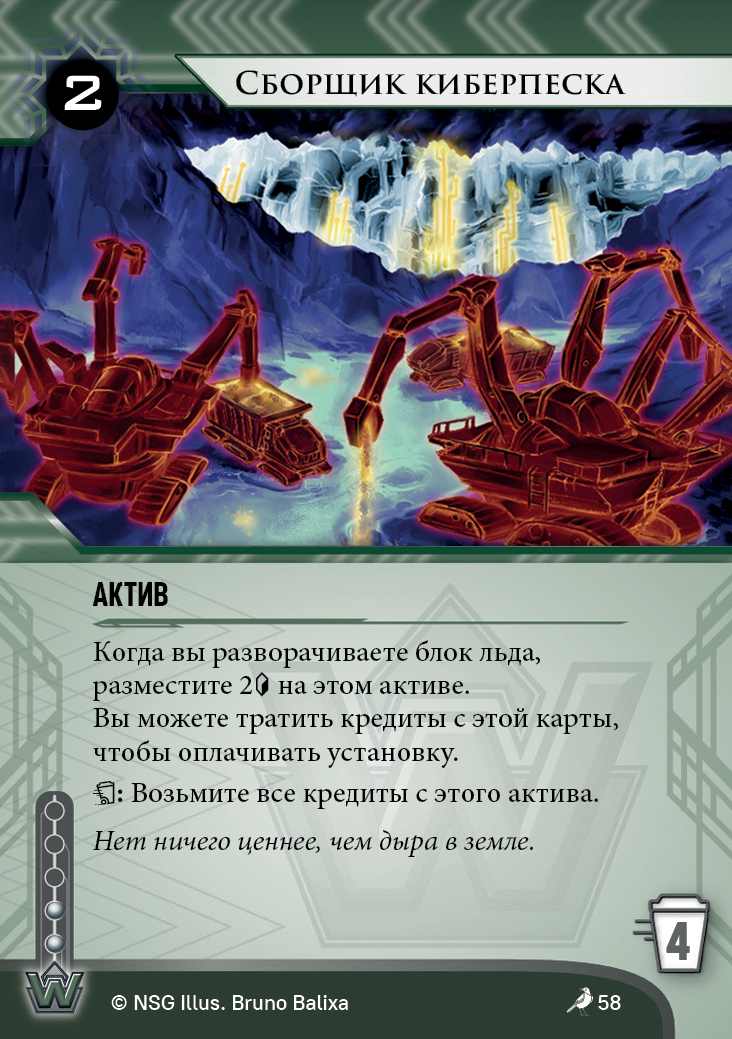 2
Сборщик киберпеска
АКТИВ
Когда вы разворачиваете блок льда,
разместите 2 на этом активе.
Вы можете тратить кредиты с этой карты,
чтобы оплачивать установку.
: Возьмите все кредиты с этого актива.
Нет ничего ценнее, чем дыра в земле.
4
W
© NSG Illus. Bruno Balixa
58